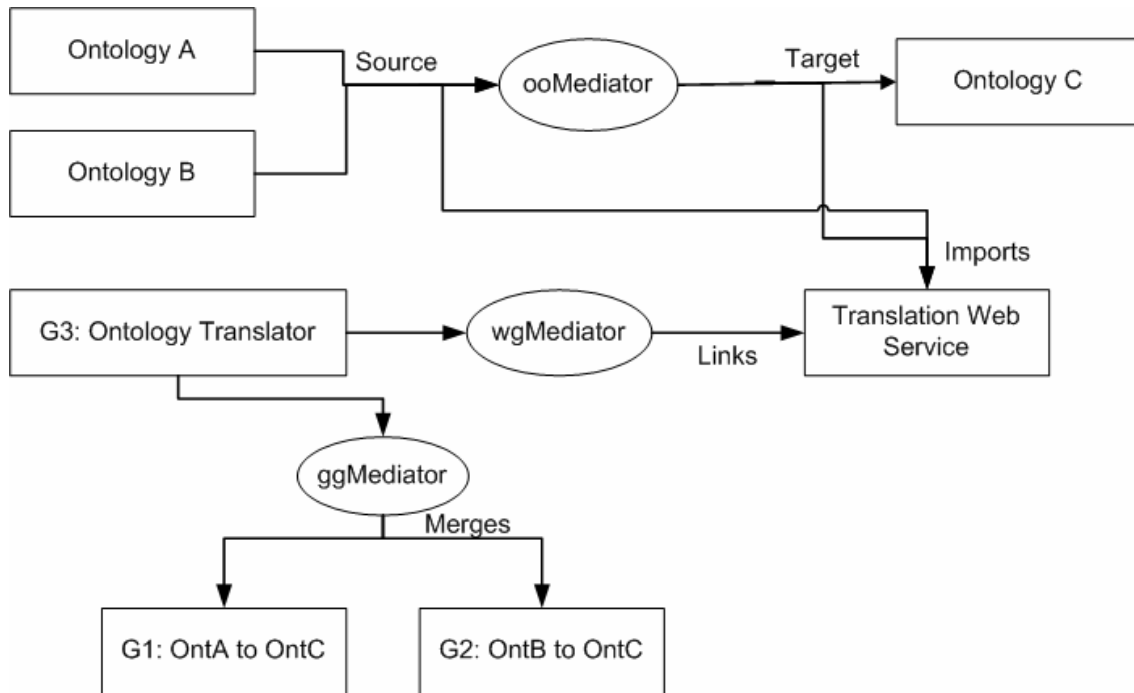 Ontology A
Source
ooMediator
Target
Ontology C
Ontology B
Imports
G3: Ontology Translator
wgMediator
Links
Translation Web
Service
ggMediator
Merges
G1: OntA to OntC
G2: OntB to OntC